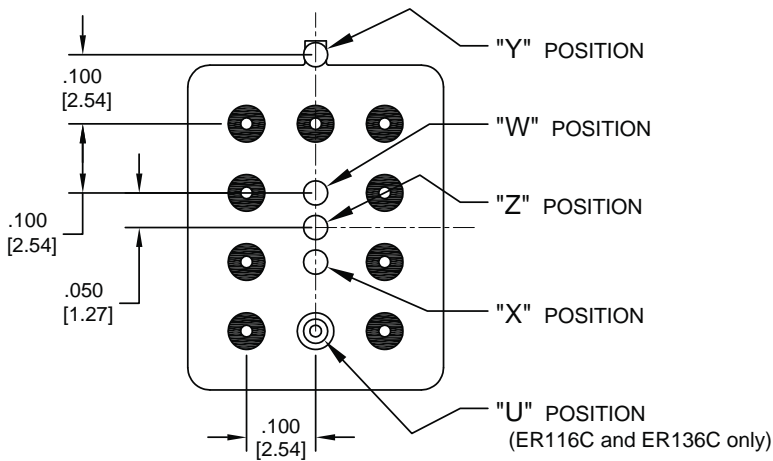 "Y" POSITION
.100
[2.54]
"W" POSITION
"Z" POSITION
.100
[2.54]
.050
[1.27]
"X" POSITION
"U" POSITION
(ER116C and ER136C only)
.100
[2.54]